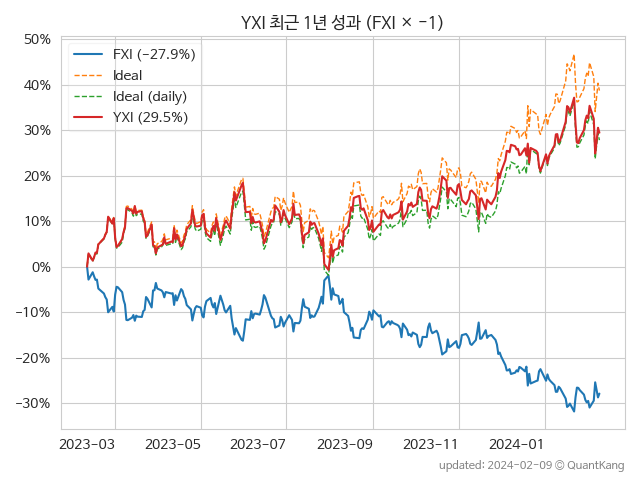 YXI 최근 1년 성과 (FXI × −1)
50%
40%
30%
20%
10%
0%
−10%
−20%
−30%
FXI (−27.9%)
Ideal
Ideal (daily)
YXI (29.5%)
2023-03
2023-05
2023-07
2023-09
2023-11
2024-01
updated: 2024-02-09 © QuantKang